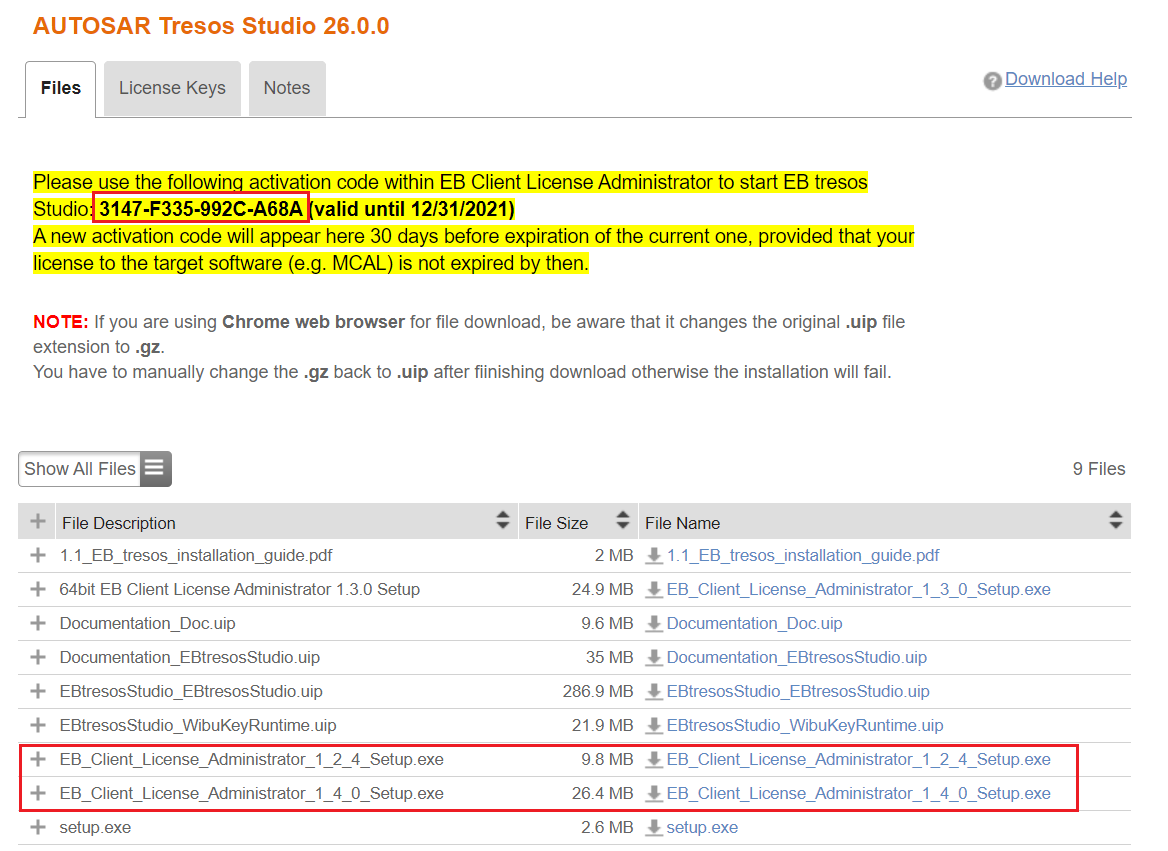 AUTOSAR Tresos Studio 26.0.0
Files License Keys Notes
? Download Help
Please use the following activation code within EB Client License Administrator to start EB tresos
Studio: 3147-F335-992C-A68A (valid until 12/31/2021)
A new activation code will appear here 30 days before expiration of the current one, provided that your
license to the target software (e.g. MCAL) is not expired by then.
NOTE: If you are using Chrome web browser for file download, be aware that it changes the original .uip file
extension to .gz.
You have to manually change the .gz back to .uip after fiinishing download otherwise the installation will fail.
Show All Files 9 Files
File Description File Size File Name
1.1_EB_tresos_installation_guide.pdf 2 MB 1.1_EB_tresos_installation_guide.pdf
64bit EB Client License Administrator 1.3.0 Setup 24.9 MB EB_Client_License_Administrator_1_3_0_Setup.exe
Documentation_Doc.uip 9.6 MB Documentation_Doc.uip
Documentation_EBtresosStudio.uip 35 MB Documentation_EBtresosStudio.uip
EBtresosStudio_EBtresosStudio.uip 286.9 MB EBtresosStudio_EBtresosStudio.uip
EBtresosStudio_WibuKeyRuntime.uip 21.9 MB EBtresosStudio_WibuKeyRuntime.uip
EB_Client_License_Administrator_1_2_4_Setup.exe 9.8 MB EB_Client_License_Administrator_1_2_4_Setup.exe
EB_Client_License_Administrator_1_4_0_Setup.exe 26.4 MB EB_Client_License_Administrator_1_4_0_Setup.exe
setup.exe 2.6 MB setup.exe